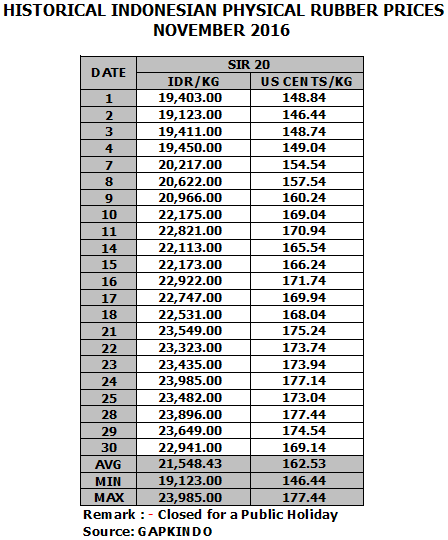 HISTORICAL INDONESIAN PHYSICAL RUBBER PRICES
NOVEMBER 2016
DATE SIR 20
IDR/KG US CENTS/KG
1 19,403.00 148.84
2 19,123.00 146.44
3 19,411.00 148.74
4 19,450.00 149.04
7 20,217.00 154.54
8 20,622.00 157.54
9 20,966.00 160.24
10 22,175.00 169.04
11 22,821.00 170.94
14 22,113.00 165.54
15 22,173.00 166.24
16 22,922.00 171.74
17 22,747.00 169.94
18 22,531.00 168.04
21 23,549.00 175.24
22 23,323.00 173.74
23 23,435.00 173.94
24 23,985.00 177.14
25 23,482.00 173.04
28 23,896.00 177.44
29 23,649.00 174.54
30 22,941.00 169.14
AVG 21,548.43 162.53
MIN 19,123.00 146.44
MAX 23,985.00 177.44
Remark : - Closed for a Public Holiday
Source: GAPKINDO